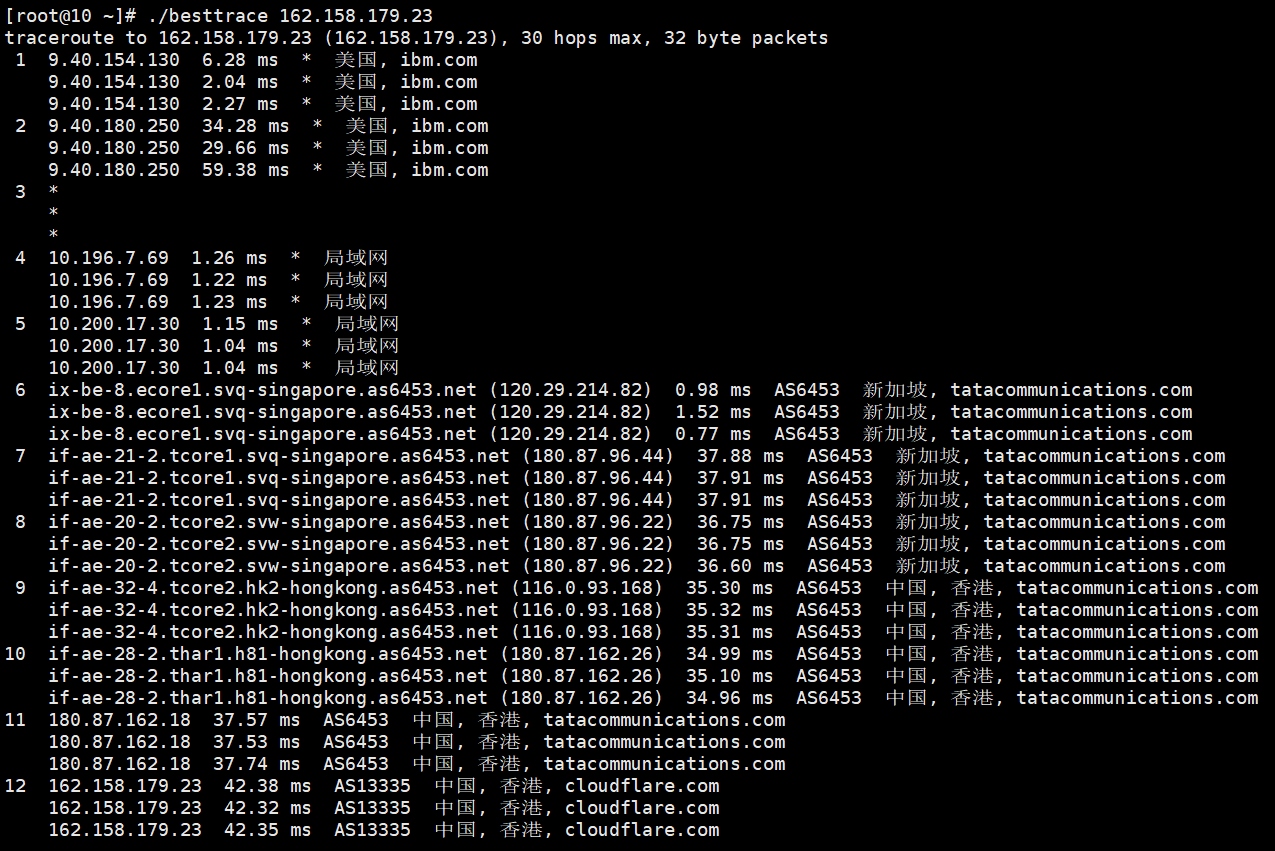 [root@10 ~]# ./besttrace 162.158.179.23
traceroute to 162.158.179.23 (162.158.179.23), 30 hops max, 32 byte packets
 1  9.40.154.130  6.28 ms  *  美国, ibm.com
    9.40.154.130  2.04 ms  *  美国, ibm.com
    9.40.154.130  2.27 ms  *  美国, ibm.com
 2  9.40.180.250  34.28 ms  *  美国, ibm.com
    9.40.180.250  29.66 ms  *  美国, ibm.com
    9.40.180.250  59.38 ms  *  美国, ibm.com
 3  *
    *
    *
 4  10.196.7.69  1.26 ms  *  局域网
    10.196.7.69  1.22 ms  *  局域网
    10.196.7.69  1.23 ms  *  局域网
 5  10.200.17.30  1.15 ms  *  局域网
    10.200.17.30  1.04 ms  *  局域网
    10.200.17.30  1.04 ms  *  局域网
 6  ix-be-8.ecore1.svq-singapore.as6453.net (120.29.214.82)  0.98 ms  AS6453  新加坡, tatacommunications.com
    ix-be-8.ecore1.svq-singapore.as6453.net (120.29.214.82)  1.52 ms  AS6453  新加坡, tatacommunications.com
    ix-be-8.ecore1.svq-singapore.as6453.net (120.29.214.82)  0.77 ms  AS6453  新加坡, tatacommunications.com
 7  if-ae-21-2.tcore1.svq-singapore.as6453.net (180.87.96.44)  37.88 ms  AS6453  新加坡, tatacommunications.com
    if-ae-21-2.tcore1.svq-singapore.as6453.net (180.87.96.44)  37.91 ms  AS6453  新加坡, tatacommunications.com
    if-ae-21-2.tcore1.svq-singapore.as6453.net (180.87.96.44)  37.91 ms  AS6453  新加坡, tatacommunications.com
 8  if-ae-20-2.tcore2.svw-singapore.as6453.net (180.87.96.22)  36.75 ms  AS6453  新加坡, tatacommunications.com
    if-ae-20-2.tcore2.svw-singapore.as6453.net (180.87.96.22)  36.75 ms  AS6453  新加坡, tatacommunications.com
    if-ae-20-2.tcore2.svw-singapore.as6453.net (180.87.96.22)  36.60 ms  AS6453  新加坡, tatacommunications.com
 9  if-ae-32-4.tcore2.hk2-hongkong.as6453.net (116.0.93.168)  35.30 ms  AS6453  中国, 香港, tatacommunications.com
    if-ae-32-4.tcore2.hk2-hongkong.as6453.net (116.0.93.168)  35.32 ms  AS6453  中国, 香港, tatacommunications.com
    if-ae-32-4.tcore2.hk2-hongkong.as6453.net (116.0.93.168)  35.31 ms  AS6453  中国, 香港, tatacommunications.com
10  if-ae-28-2.thar1.h81-hongkong.as6453.net (180.87.162.26)  34.99 ms  AS6453  中国, 香港, tatacommunications.com
    if-ae-28-2.thar1.h81-hongkong.as6453.net (180.87.162.26)  35.10 ms  AS6453  中国, 香港, tatacommunications.com
    if-ae-28-2.thar1.h81-hongkong.as6453.net (180.87.162.26)  34.96 ms  AS6453  中国, 香港, tatacommunications.com
11  180.87.162.18  37.57 ms  AS6453  中国, 香港, tatacommunications.com
    180.87.162.18  37.53 ms  AS6453  中国, 香港, tatacommunications.com
    180.87.162.18  37.74 ms  AS6453  中国, 香港, tatacommunications.com
12  162.158.179.23  42.38 ms  AS13335  中国, 香港, cloudflare.com
    162.158.179.23  42.32 ms  AS13335  中国, 香港, cloudflare.com
    162.158.179.23  42.35 ms  AS13335  中国, 香港, cloudflare.com